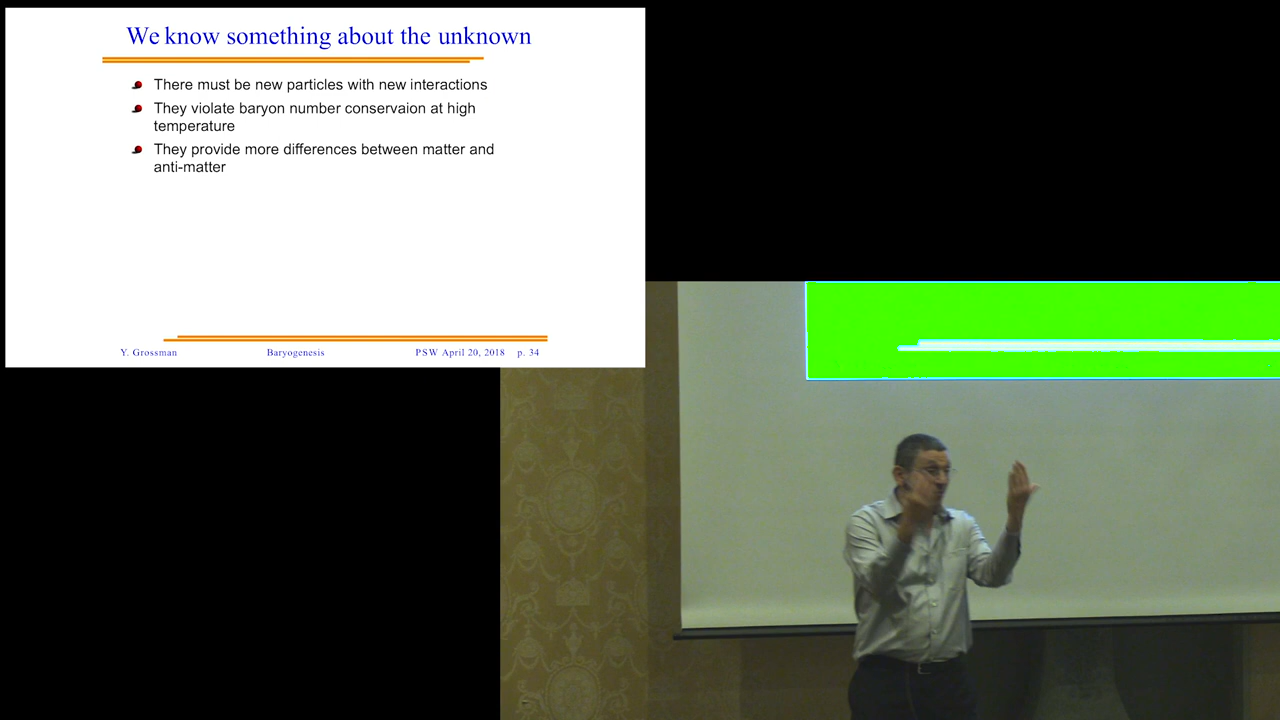 We know something about the unknown
There must be new particles with new interactions
They violate baryon number conservaion at high
temperature
They provide more differences between matter and
anti-matter
Y. Grossman Baryogenesis PSW April 20, 2018 p. 34